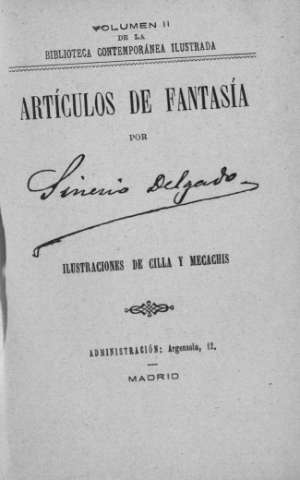 VOLUMEN II
DE LA
BIBLIOTECA CONTEMPORÁNEA ILUSTRADA
ARTÍCULOS DE FANTASÍA
POR
Sinesio Delgado
ILUSTRACIONES DE CILLA Y MECACHIS
ADMINISTRACIÓN: Argensola, 12.
MADRID